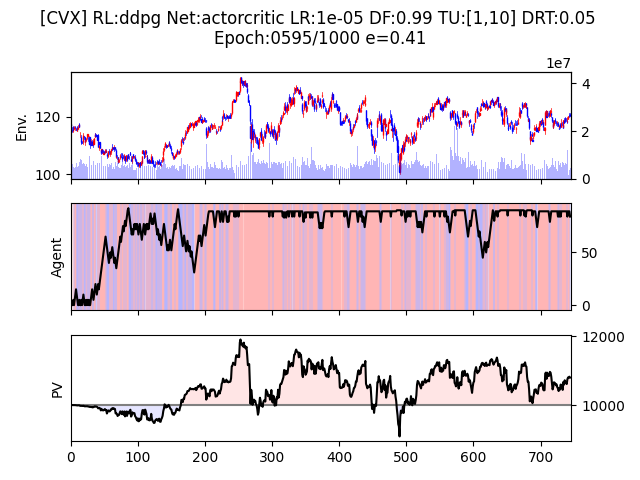 [CVX] RL:ddpg Net:actorcritic LR:1e-05 DF:0.99 TU:[1,10] DRT:0.05
Epoch:0595/1000 e=0.41
1e7
Env.
120
100
4
2
0
Agent
50
0
PV
12000
10000
0 100 200 300 400 500 600 700